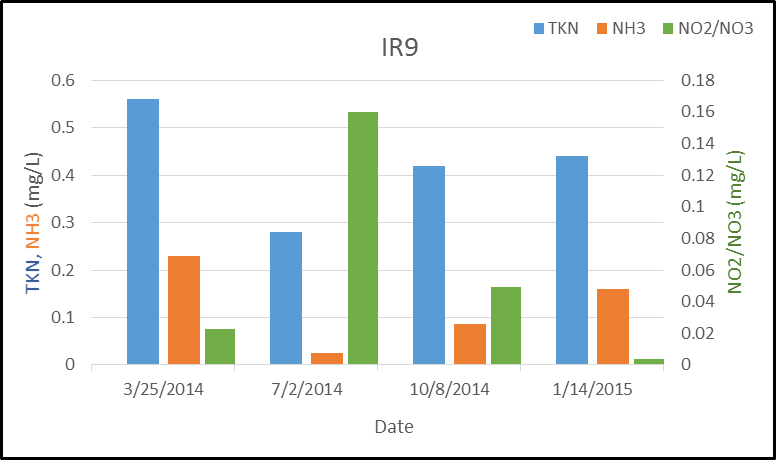 TKN NH3 NO2/NO3
IR9
TKN, NH3 (mg/L)
0.6
0.5
0.4
0.3
0.2
0.1
0
0.18
0.16
0.14
0.12
0.1
0.08
0.06
0.04
0.02
0
NO2/NO3 (mg/L)
3/25/2014 7/2/2014 10/8/2014 1/14/2015
Date